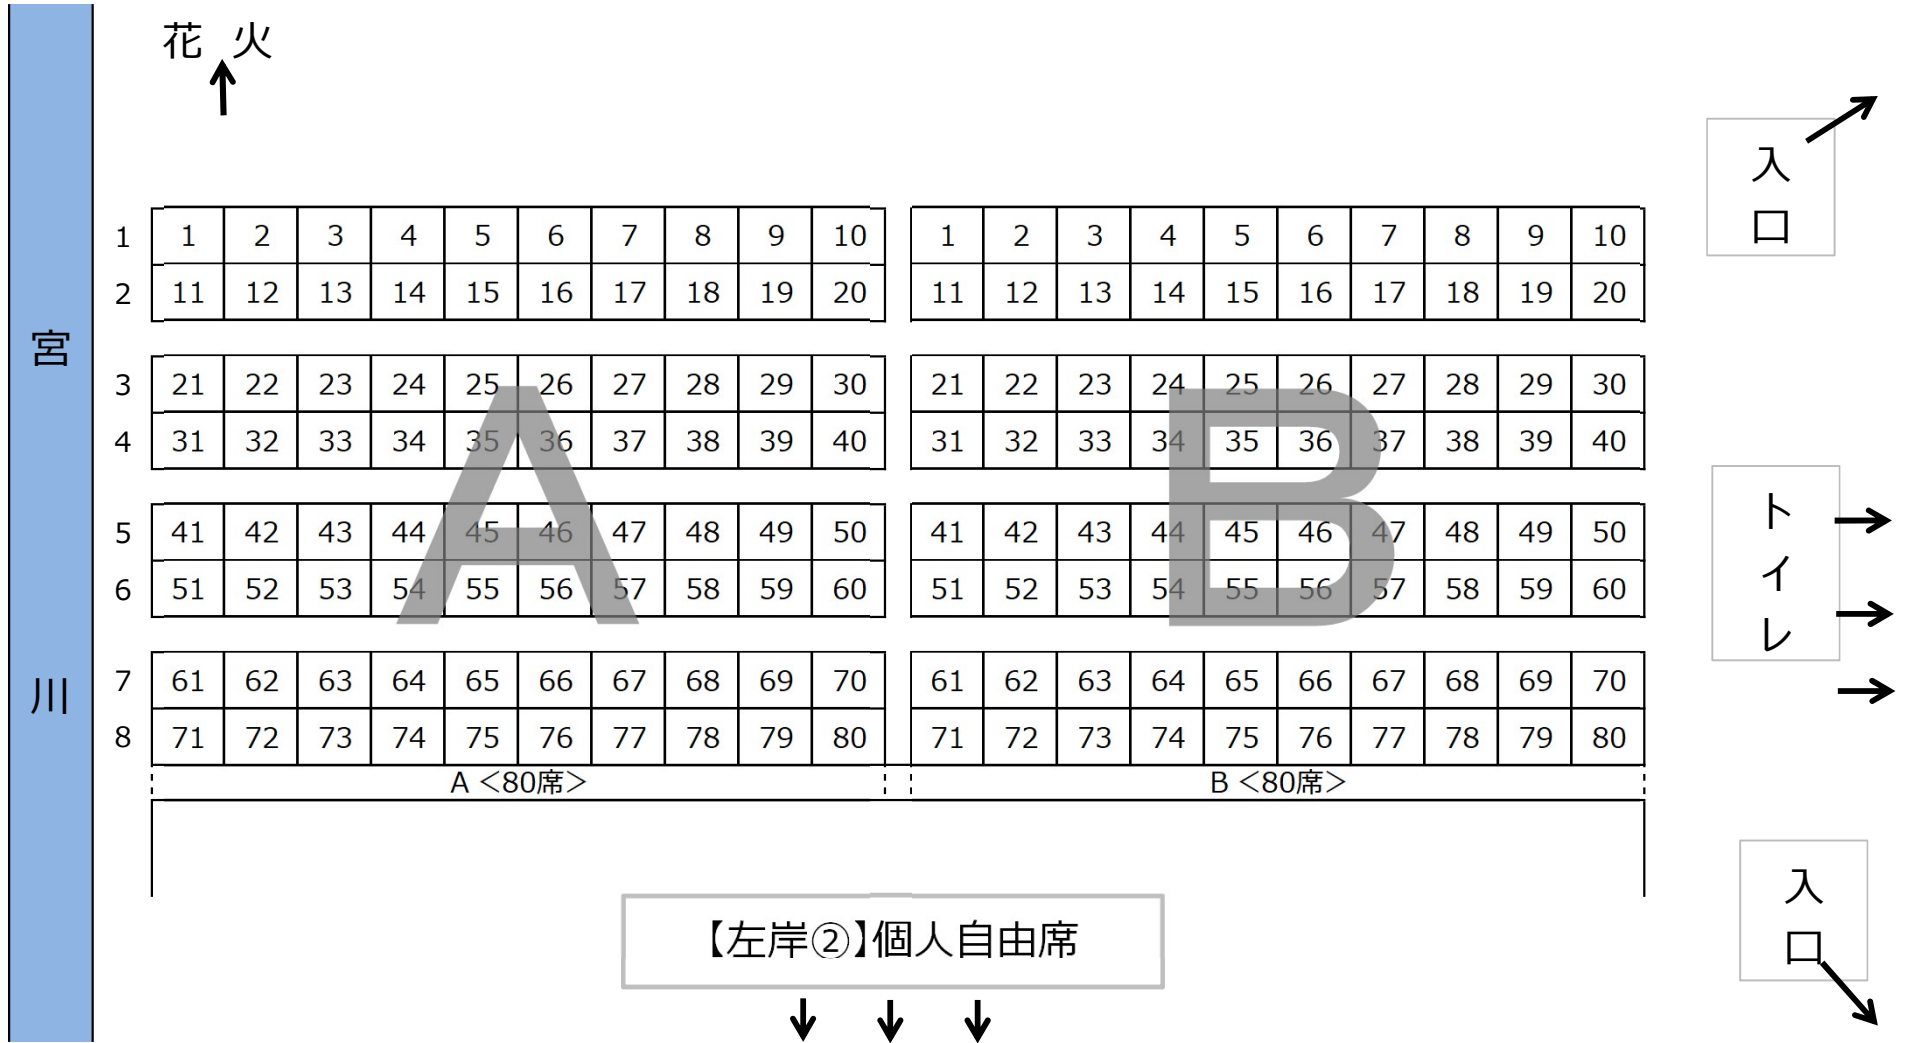 花 火
宮
川
入
口
1 1 2 3 4 5 6 7 8 9 10 1 2 3 4 5 6 7 8 9 10
2 11 12 13 14 15 16 17 18 19 20 11 12 13 14 15 16 17 18 19 20
3 21 22 23 24 25 26 27 28 29 30 21 22 23 24 25 26 27 28 29 30
4 31 32 33 34 35 36 37 38 39 40 31 32 33 34 35 36 37 38 39 40
A B
5 41 42 43 44 45 46 47 48 49 50 41 42 43 44 45 46 47 48 49 50
6 51 52 53 54 55 56 57 58 59 60 51 52 53 54 55 56 57 58 59 60
ト
イ
レ
7 61 62 63 64 65 66 67 68 69 70 61 62 63 64 65 66 67 68 69 70
8 71 72 73 74 75 76 77 78 79 80 71 72 73 74 75 76 77 78 79 80
A <80席> B <80席>
入
口
【左岸②】個人自由席